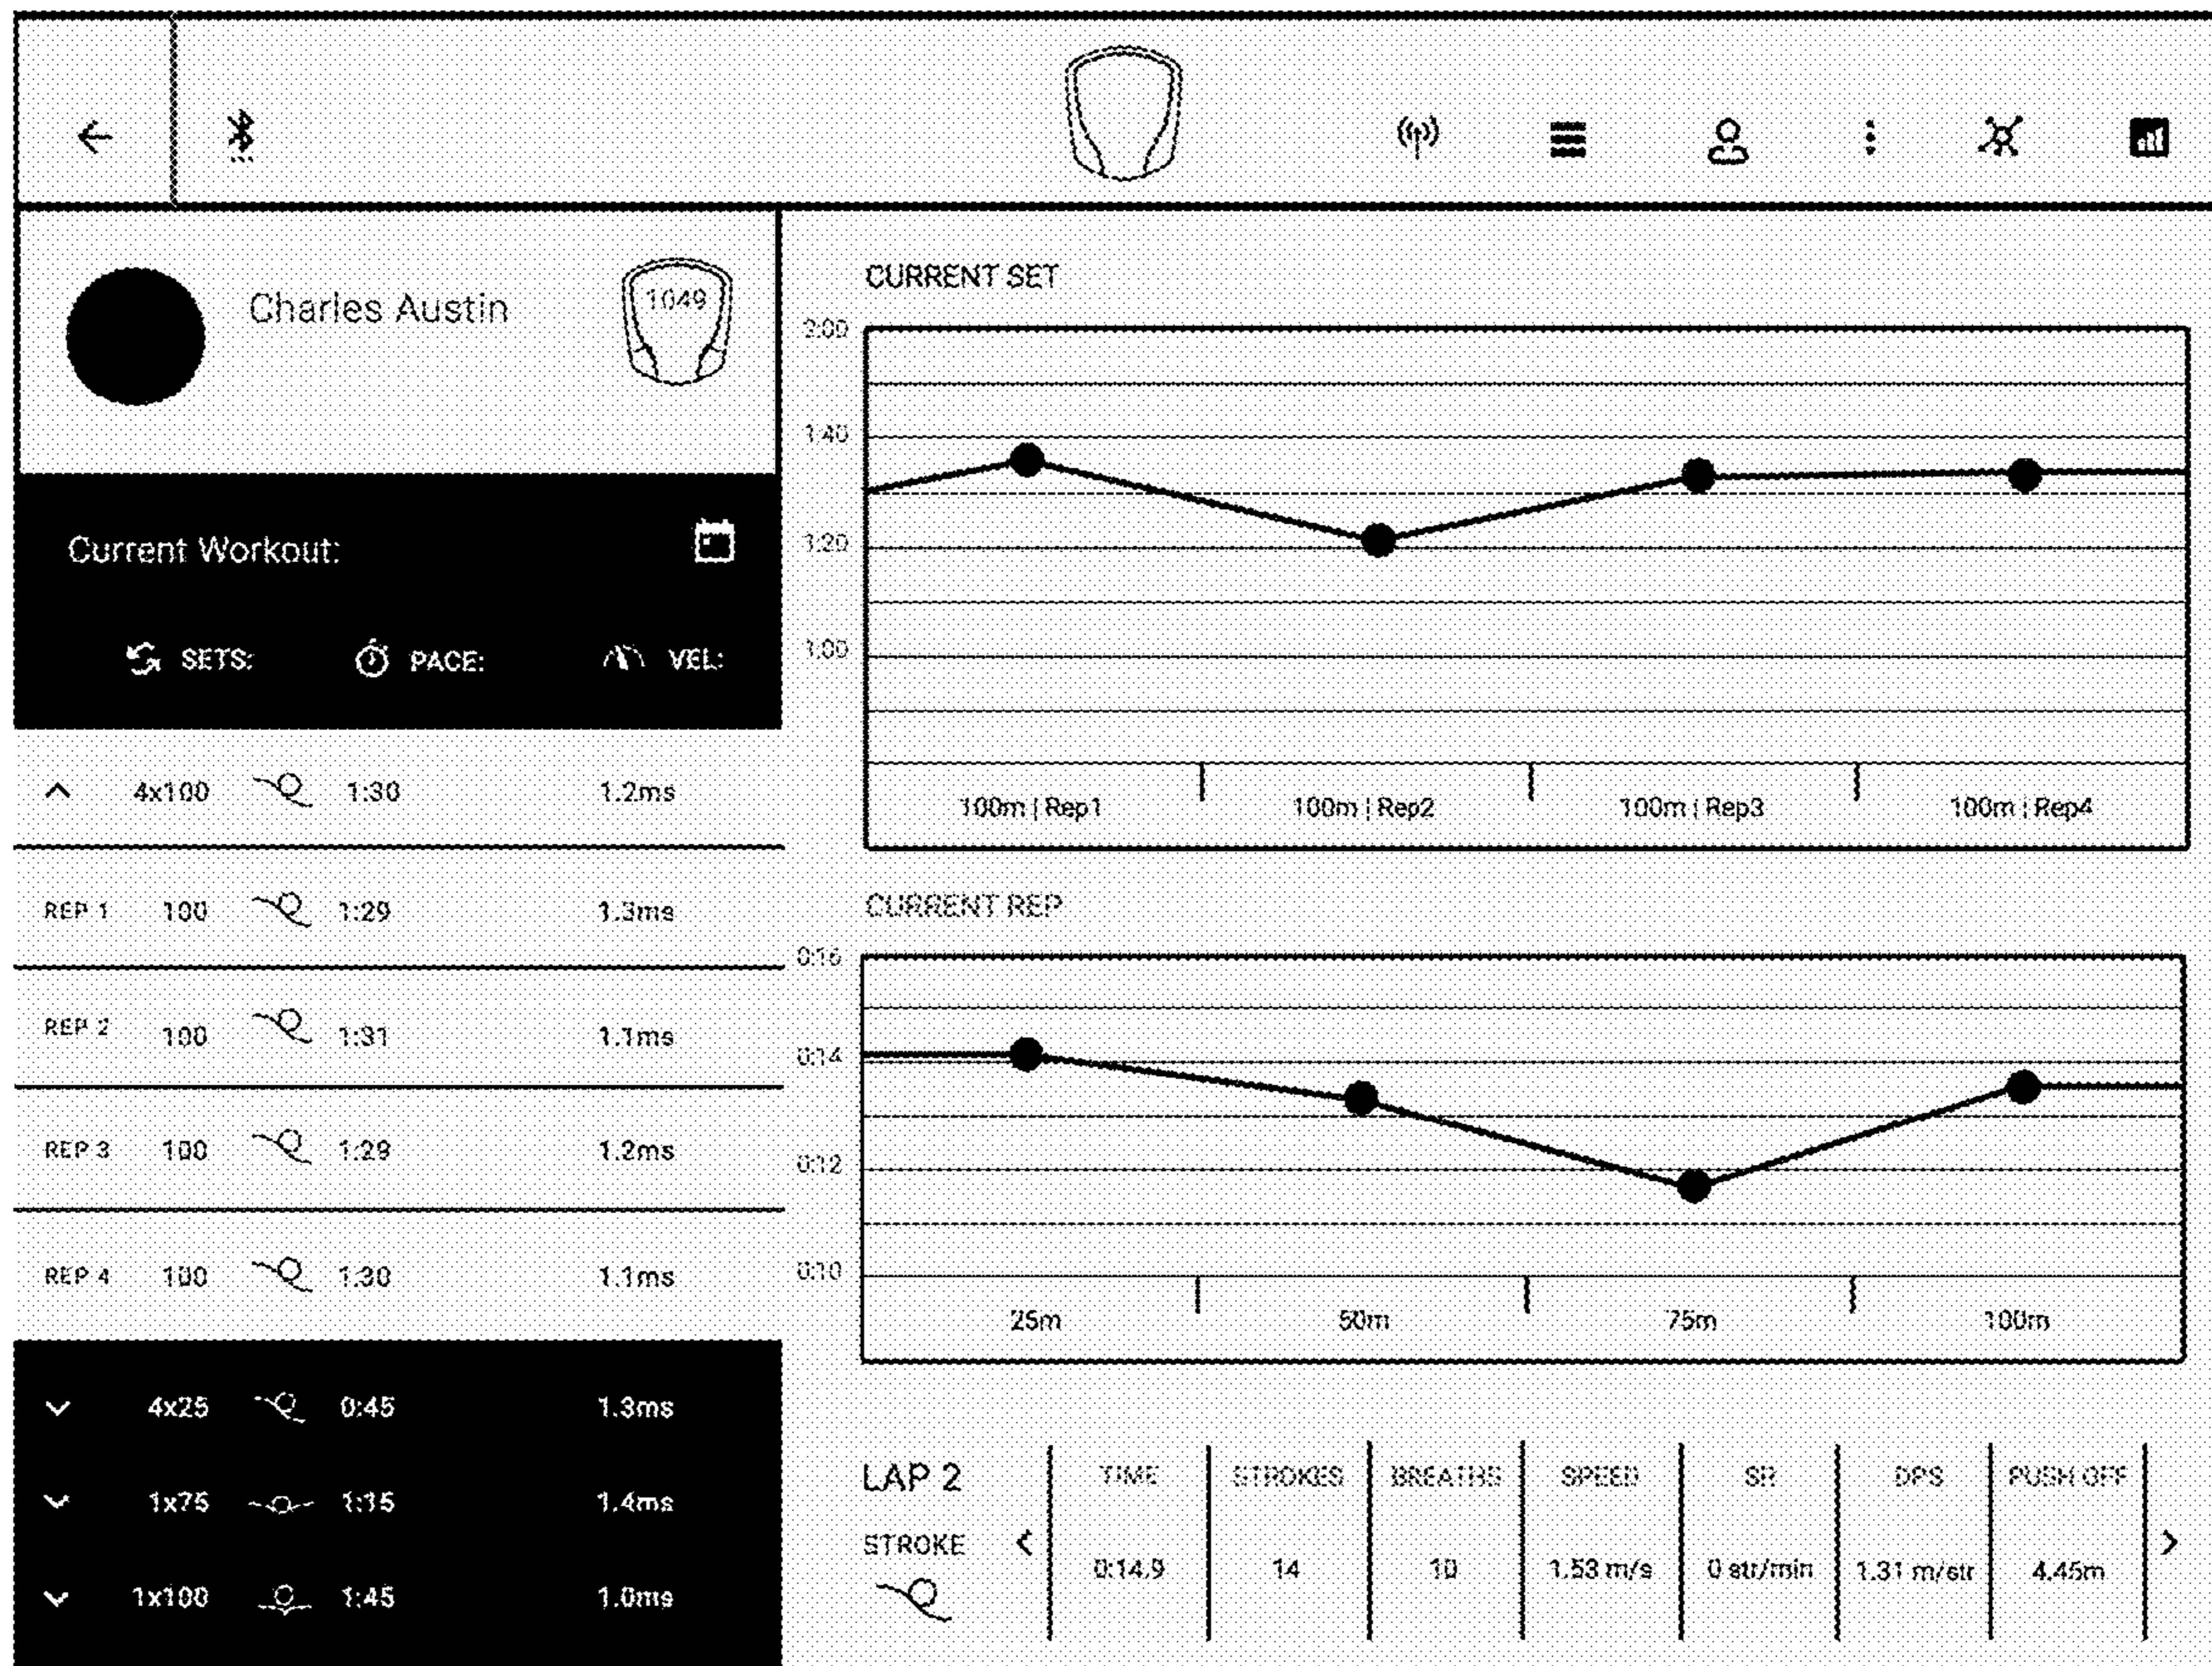 Charles Austin
1049
Current Workout:
SETS: PACE: VEL:
4x100 1:30 1.2ms
REP 1 100 1:29 1.3ms
REP 2 100 1:31 1.1ms
REP 3 100 1:29 1.2ms
REP 4 100 1:30 1.1ms
4x25 0:45 1.3ms
1x75 1:15 1.4ms
1x100 1:45 1.0ms
CURRENT SET
2:00
1:40
1:20
1:00
100m | Rep1 100m | Rep2 100m | Rep3 100m | Rep4
CURRENT REP
0:16
0:14
0:12
0:10
25m 50m 75m 100m
LAP 2 TIME STROKES BREATHS SPEED SR DPS PUSH OFF
STROKE 0:14.9 14 10 1.53 m/s 0 str/min 1.31 m/str 4.45m